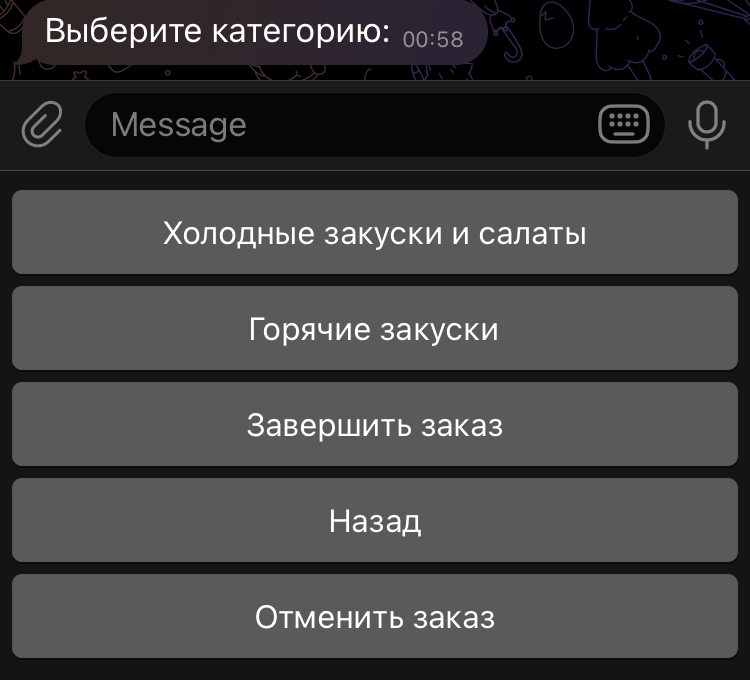 Выберите категорию: 00:58
Message
Холодные закуски и салаты
Горячие закуски
Завершить заказ
Назад
Отменить заказ